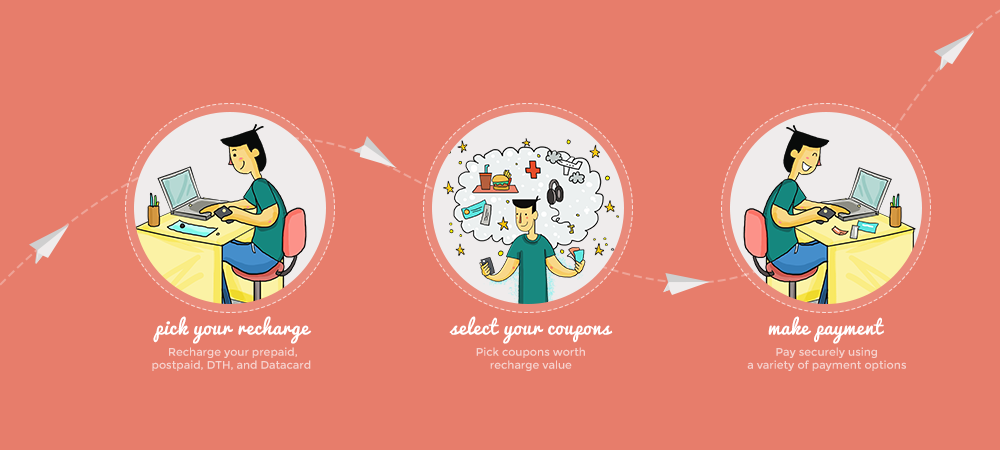 pick your recharge
Recharge your prepaid,
postpaid, DTH, and Datacard
select your coupons
Pick coupons worth
recharge value
make payment
Pay securely using
a variety of payment options